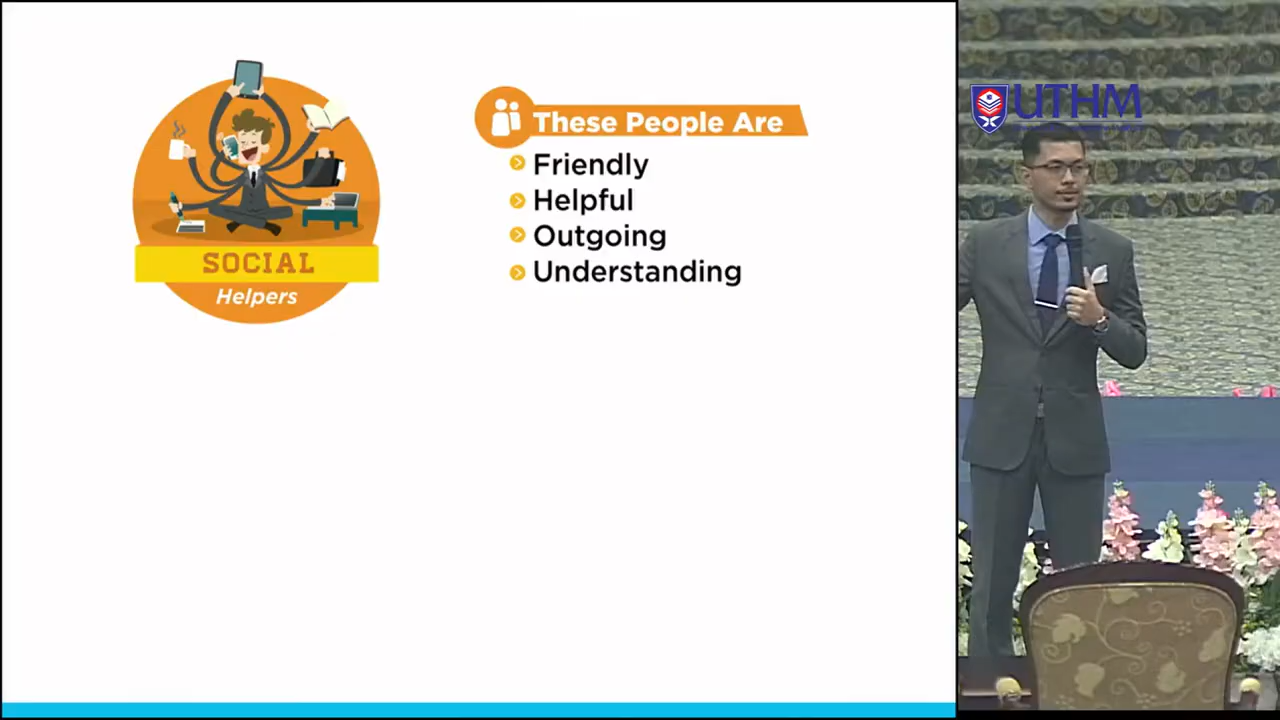 SOCIAL
Helpers
These People Are
Friendly
Helpful
Outgoing
Understanding
UTHM